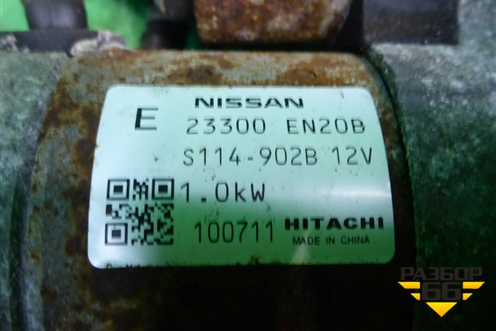 NISSAN
E 23300 EN20B
S114-902B 12V
1.0kW
100711 HITACHI
MADE IN CHINA
РАЗБОР
66